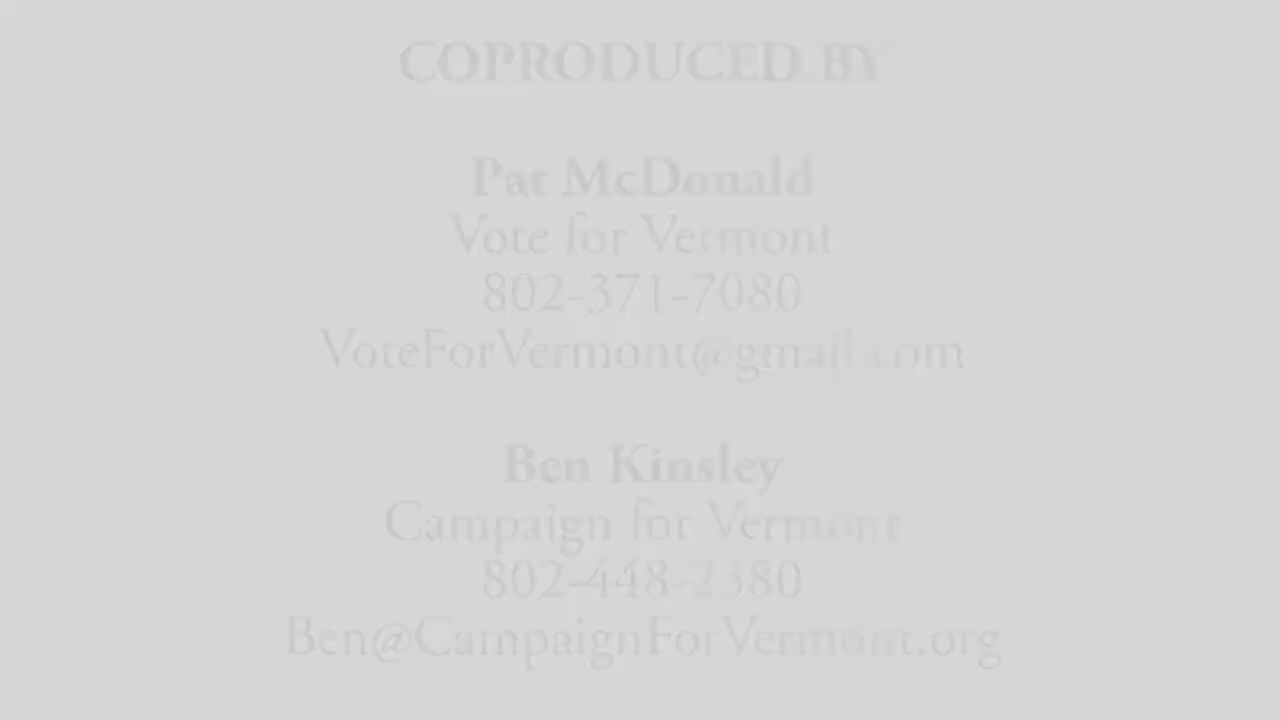 COPRODUCED BY
Pat McDonald
Vote for Vermont
802-371-7080
VoteForVermont@gmail.com
Ben Kinsley
Campaign for Vermont
802-448-2380
Ben@CampaignForVermont.org